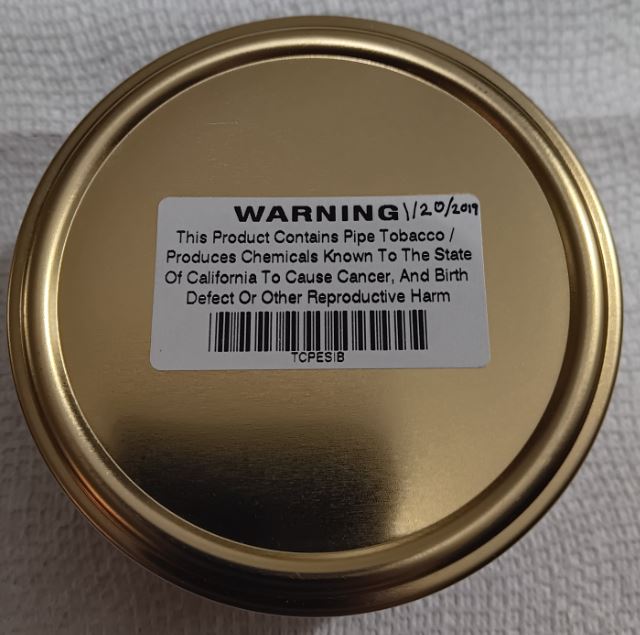 WARNING 1/20/2019
This Product Contains Pipe Tobacco /
Produces Chemicals Known To The State
Of California To Cause Cancer, And Birth
Defect Or Other Reproductive Harm
TCPESIB